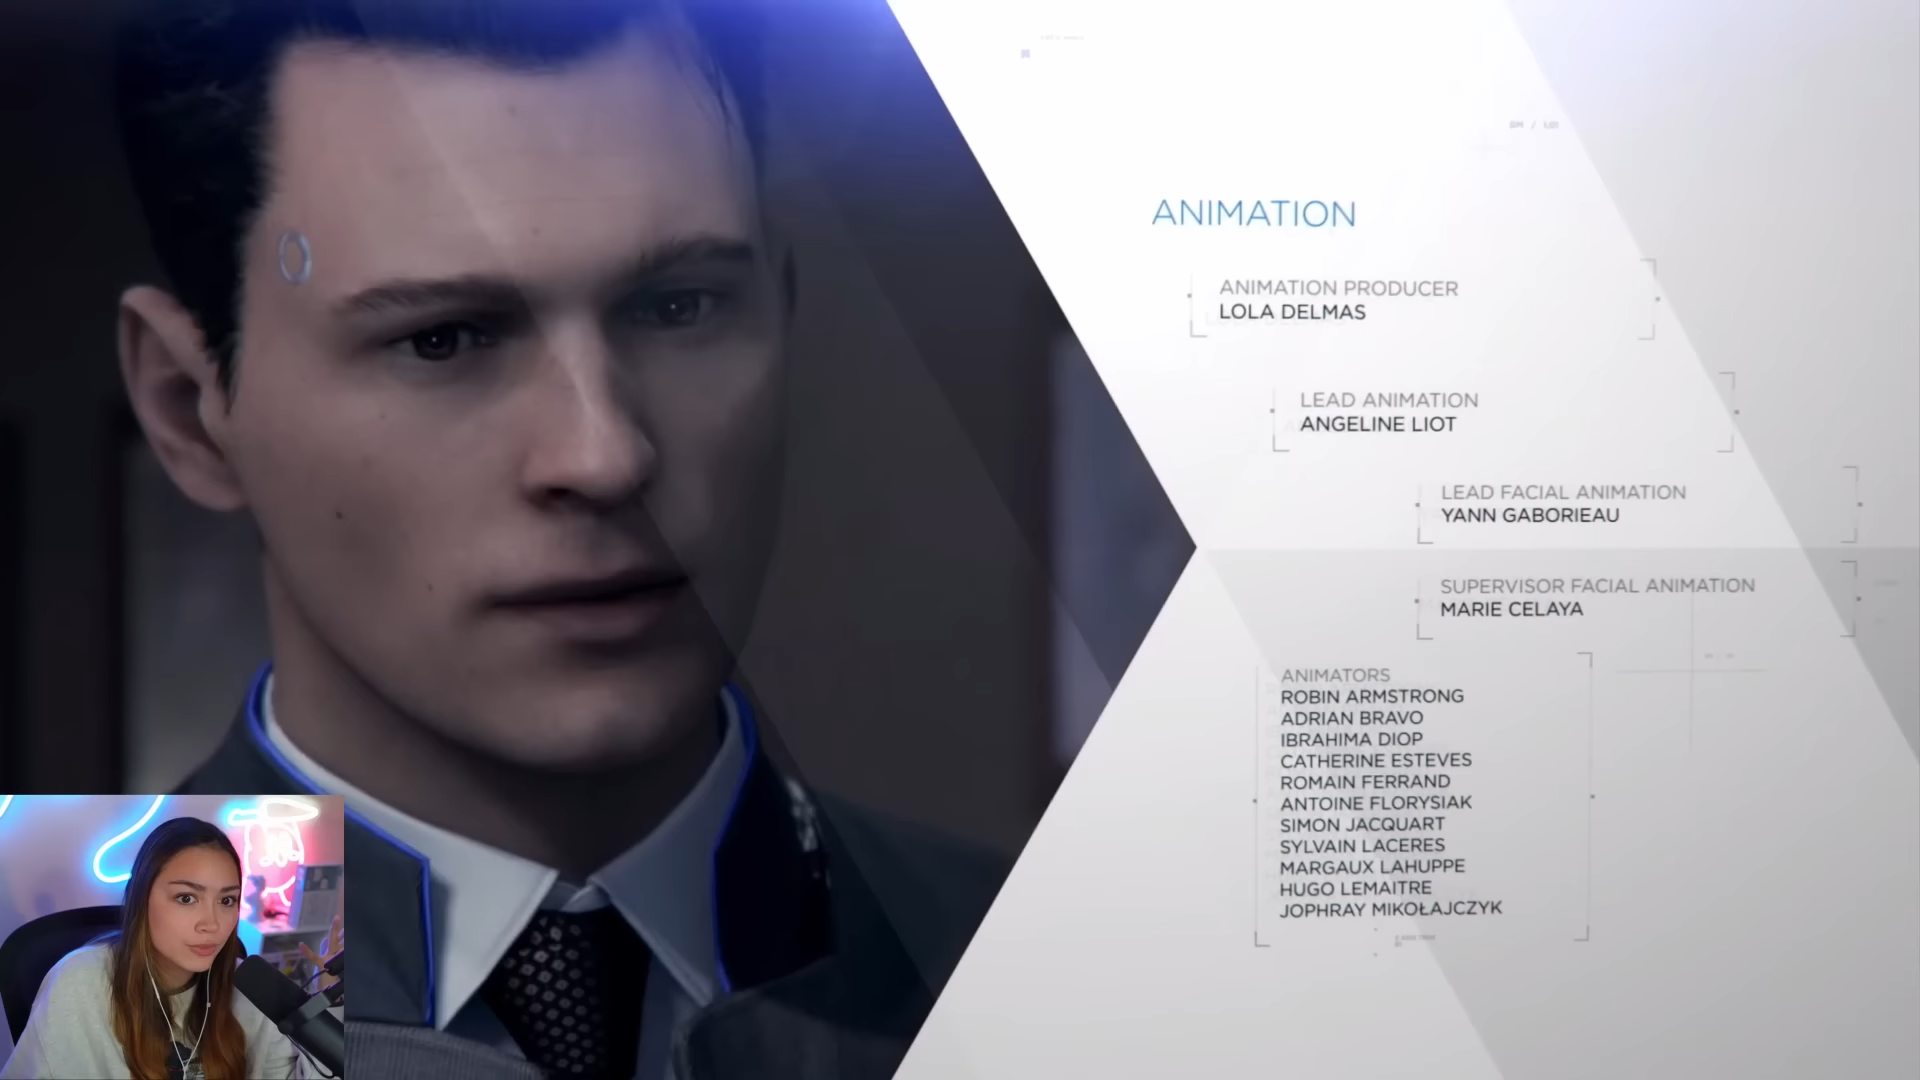 ANIMATION
ANIMATION PRODUCER
LOLA DELMAS
LEAD ANIMATION
ANGELINE LIOT
LEAD FACIAL ANIMATION
YANN GABORIEAU
SUPERVISOR FACIAL ANIMATION
MARIE CELAYA
ANIMATORS
ROBIN ARMSTRONG
ADRIAN BRAVO
IBRAHIMA DIOP
CATHERINE ESTEVES
ROMAIN FERRAND
ANTOINE FLORYSIAK
SIMON JACQUART
SYLVAIN LACERES
MARGAUX LAHUPPE
HUGO LEMAITRE
JOPHRAY MIKOŁAJCZYK